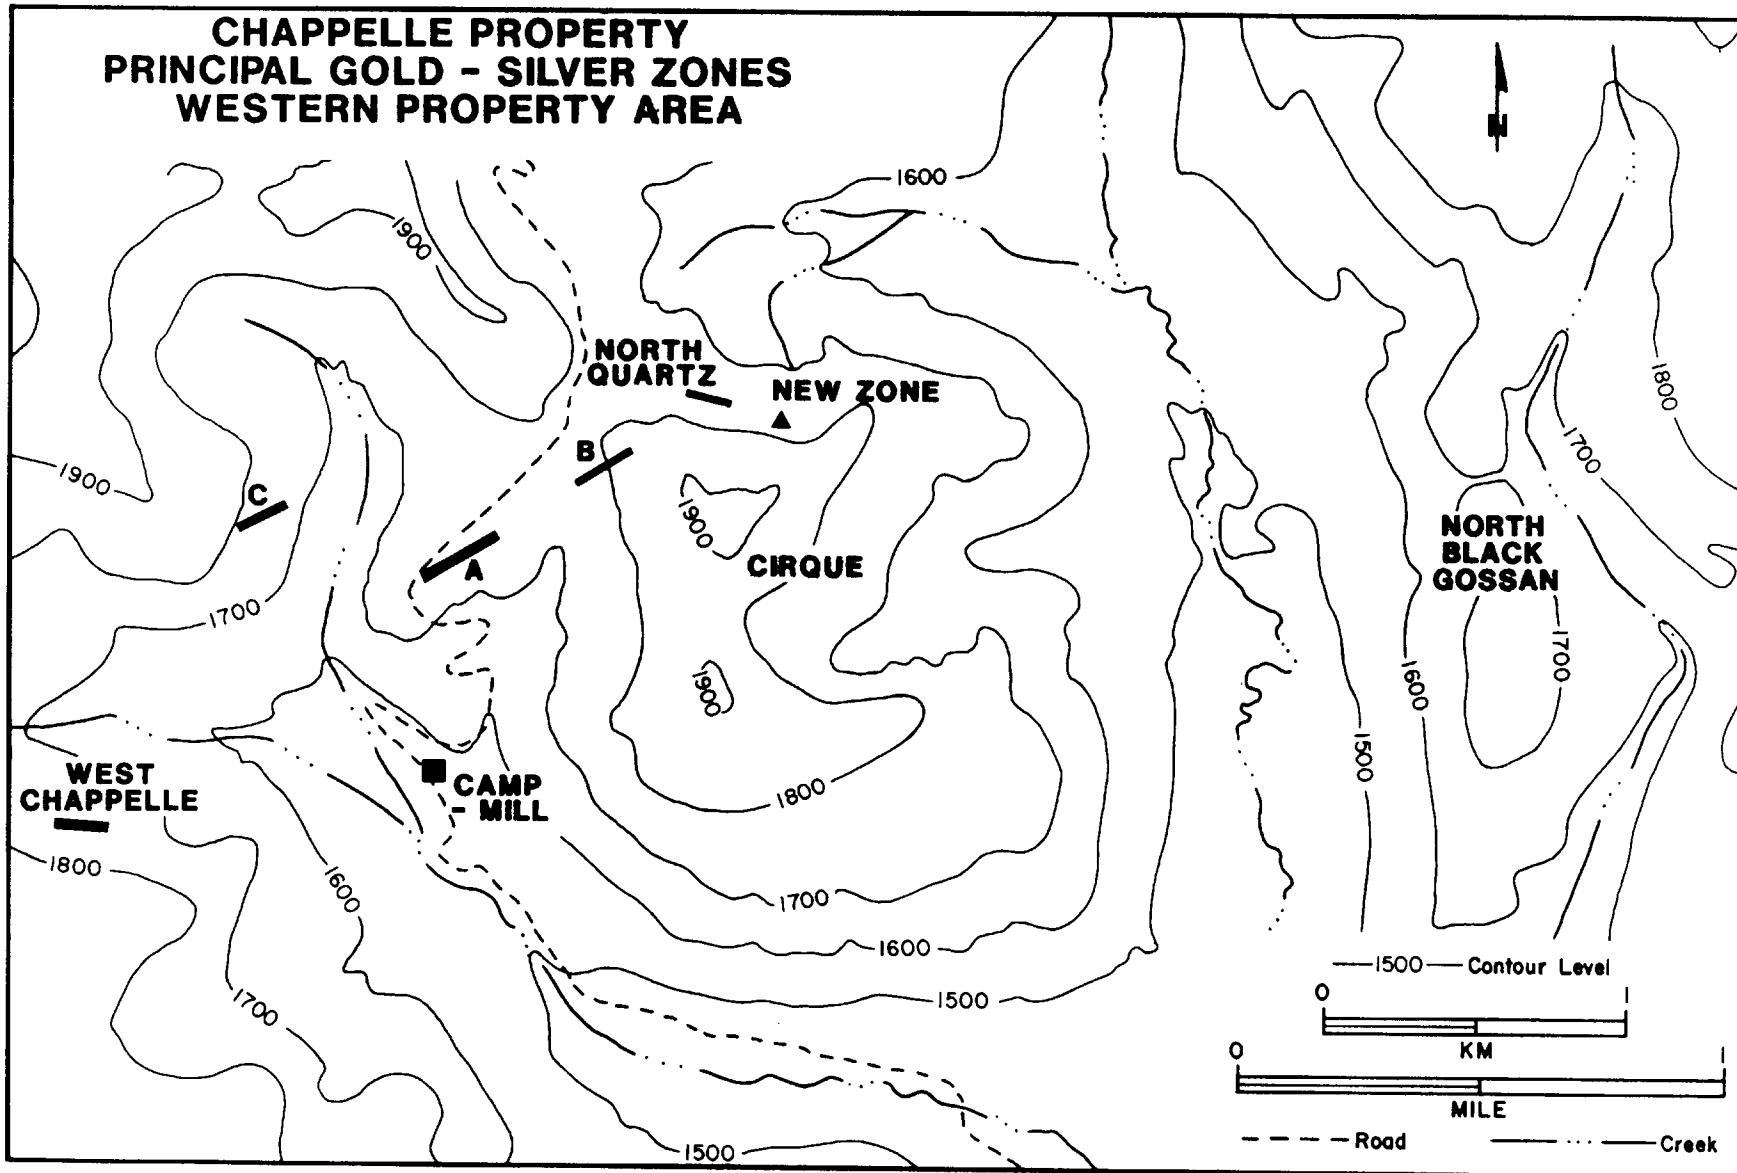 CHAPPELLE PROPERTY
PRINCIPAL GOLD - SILVER ZONES
WESTERN PROPERTY AREA
N
1600
1900
NORTH
QUARTZ
NEW ZONE
1800
B
1700
1900
C
1900
NORTH
BLACK
GOSSAN
CIRQUE
A
1700
1700
1600
1900
1500
WEST
CHAPPELLE
CAMP
- MILL
1800
1800
1600
1700
1600
1500
1700
1500
1500 Contour Level
0 1
KM
0 1
MILE
Road Creek